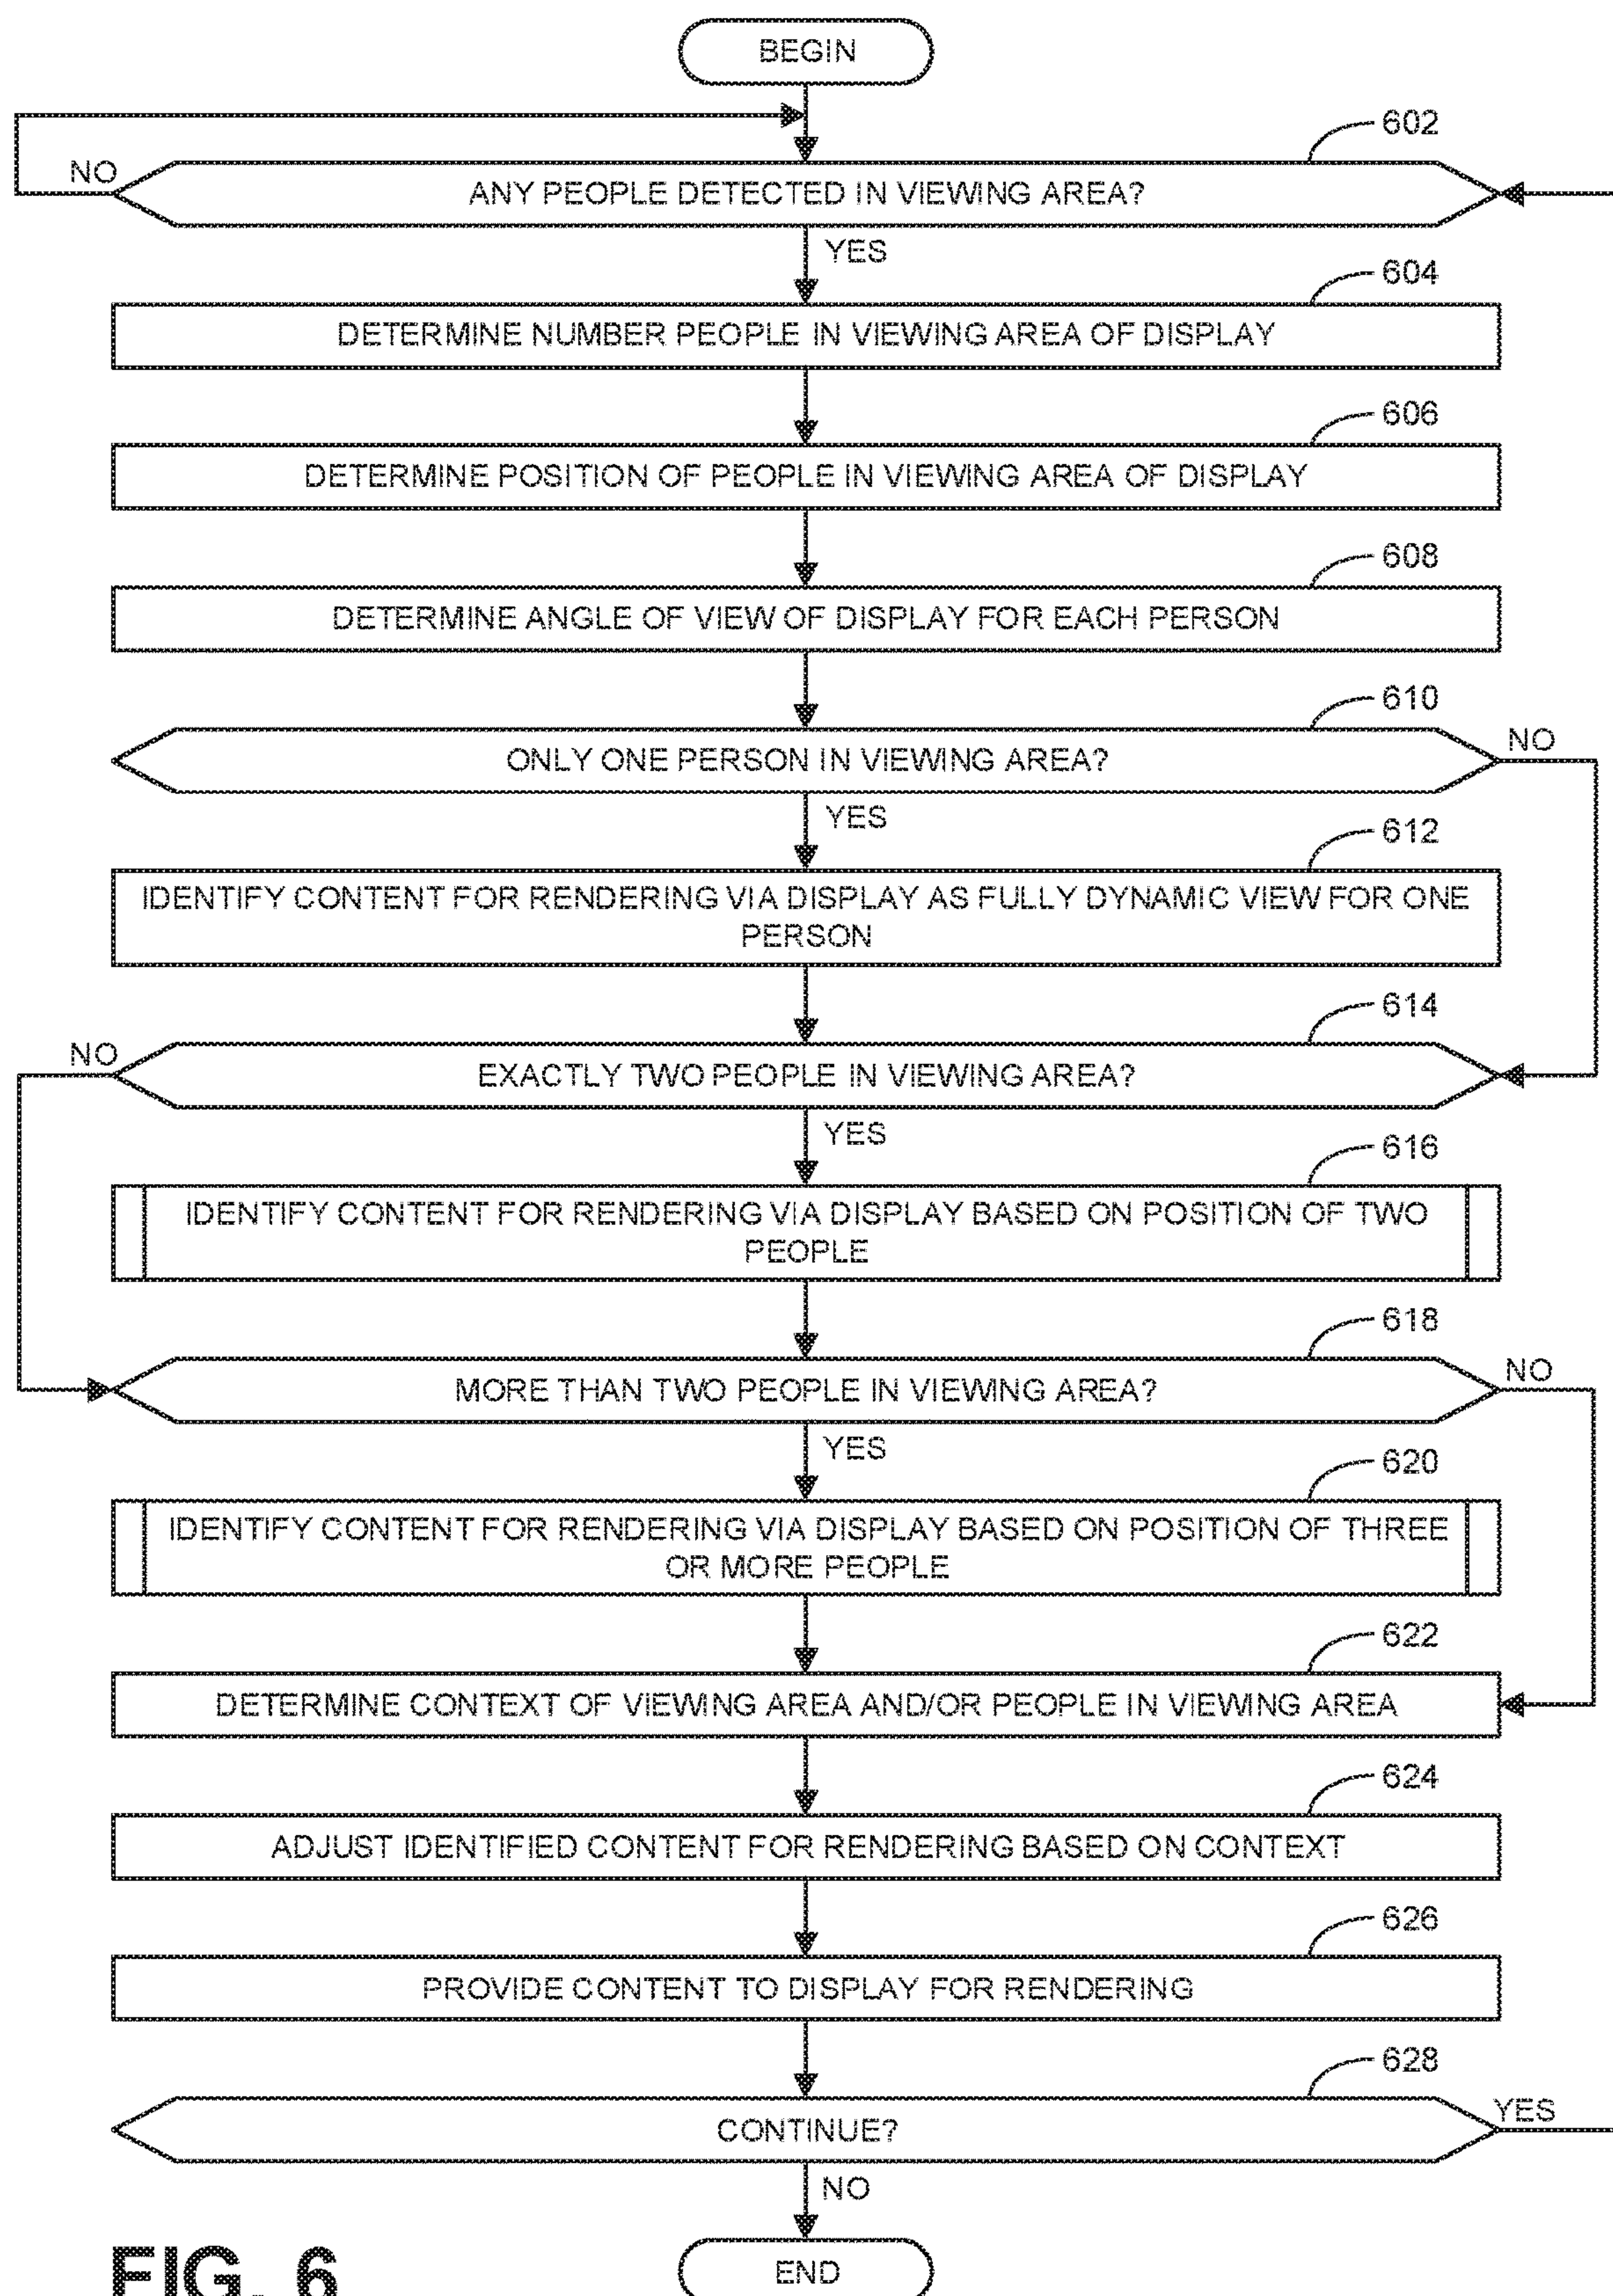 BEGIN
602
NO
ANY PEOPLE DETECTED IN VIEWING AREA?
YES
604
DETERMINE NUMBER PEOPLE IN VIEWING AREA OF DISPLAY
606
DETERMINE POSITION OF PEOPLE IN VIEWING AREA OF DISPLAY
608
DETERMINE ANGLE OF VIEW OF DISPLAY FOR EACH PERSON
610
ONLY ONE PERSON IN VIEWING AREA?
NO
YES
612
IDENTIFY CONTENT FOR RENDERING VIA DISPLAY AS FULLY DYNAMIC VIEW FOR ONE
PERSON
614
NO
EXACTLY TWO PEOPLE IN VIEWING AREA?
YES
616
IDENTIFY CONTENT FOR RENDERING VIA DISPLAY BASED ON POSITION OF TWO
PEOPLE
618
MORE THAN TWO PEOPLE IN VIEWING AREA?
NO
YES
620
IDENTIFY CONTENT FOR RENDERING VIA DISPLAY BASED ON POSITION OF THREE
OR MORE PEOPLE
622
DETERMINE CONTEXT OF VIEWING AREA AND/OR PEOPLE IN VIEWING AREA
624
ADJUST IDENTIFIED CONTENT FOR RENDERING BASED ON CONTEXT
626
PROVIDE CONTENT TO DISPLAY FOR RENDERING
628
CONTINUE?
YES
NO
END
FIG. 6